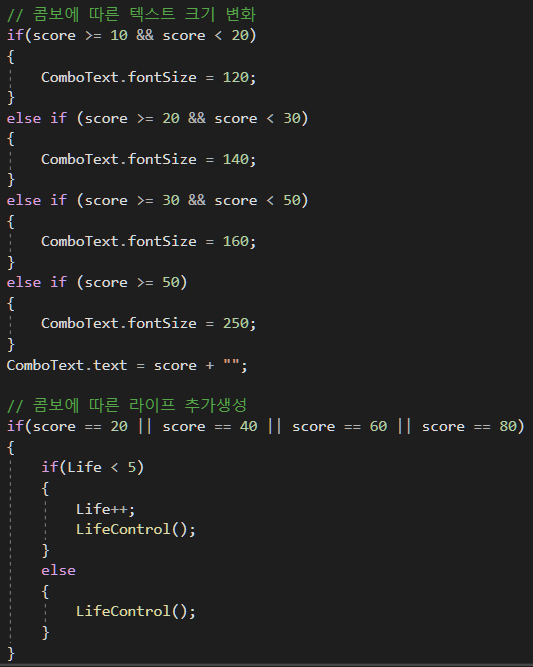 // 콤보에 따른 텍스트 크기 변화
if(score >= 10 && score < 20)
{
    ComboText.fontSize = 120;
}
else if (score >= 20 && score < 30)
{
    ComboText.fontSize = 140;
}
else if (score >= 30 && score < 50)
{
    ComboText.fontSize = 160;
}
else if (score >= 50)
{
    ComboText.fontSize = 250;
}
ComboText.text = score + "";

// 콤보에 따른 라이프 추가생성
if(score == 20 || score == 40 || score == 60 || score == 80)
{
    if(Life < 5)
    {
        Life++;
        LifeControl();
    }
    else
    {
        LifeControl();
    }
}